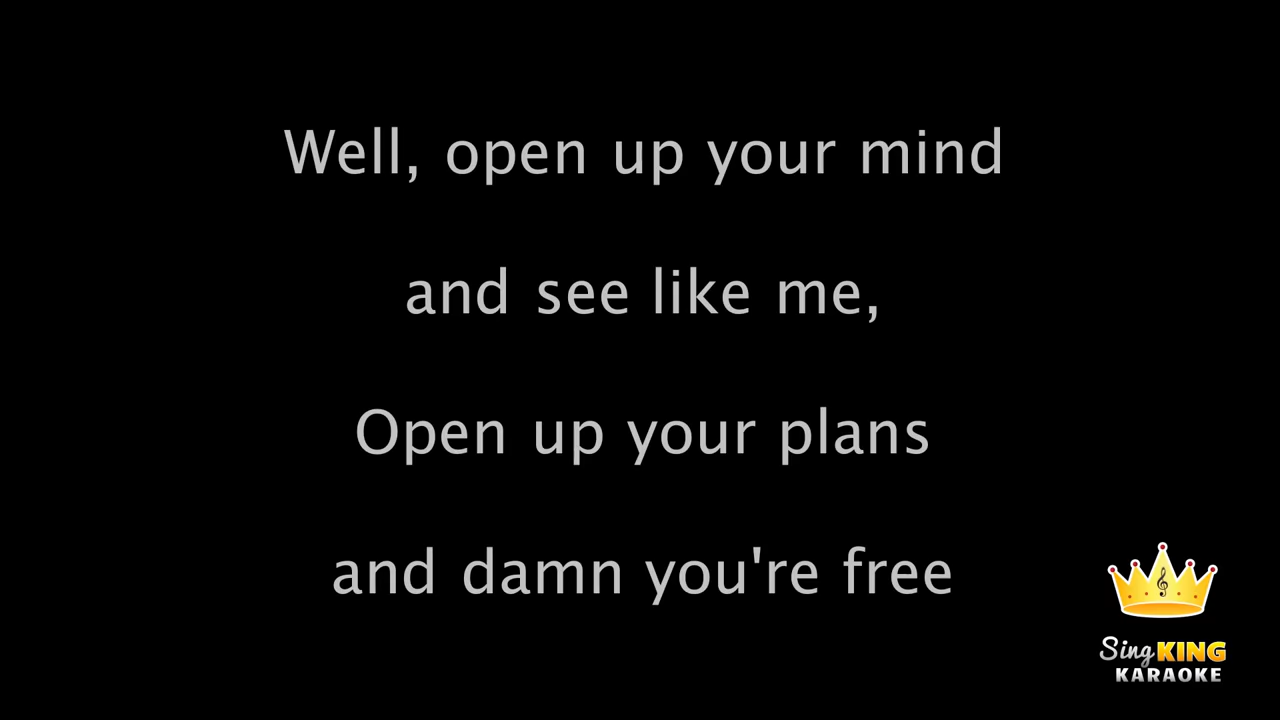 Well, open up your mind
and see like me,
Open up your plans
and damn you're free
Sing KING
KARAOKE